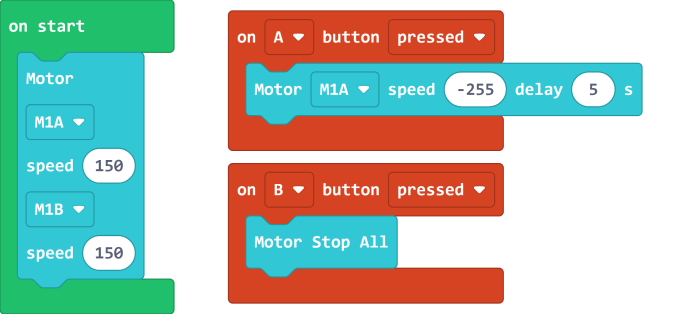 on start
Motor
M1A
speed 150
M1B
speed 150
on A button pressed
Motor M1A speed -255 delay 5 s
on B button pressed
Motor Stop All